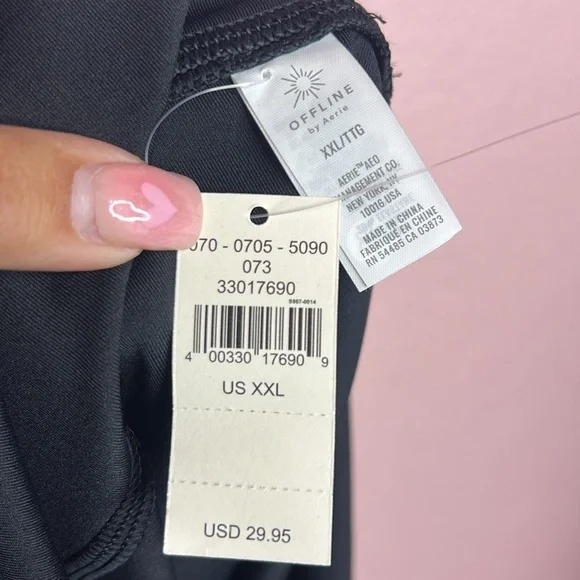 OFFLINE
by Aerie
XXL/TTG
AERIE™ AEO
MANAGEMENT CO.
NEW YORK, NY
10016 USA
MADE IN CHINA
FABRIQUÉ EN CHINE
RN 54485 CA 03873
070 - 0705 - 5090
073
33017690
S867-0014
4 00330 17690 9
US XXL
USD 29.95